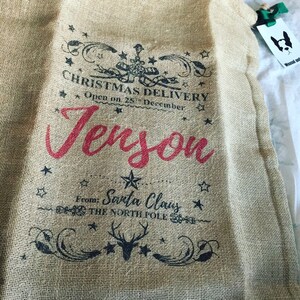 CHRISTMAS DELIVERY
Open on 25th December
Jenson
From: Santa Claus
THE NORTH POLE